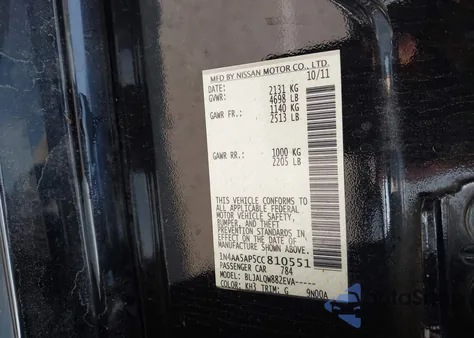 MFD BY NISSAN MOTOR CO., LTD.
DATE: 10/11
GVWR: 2131 KG
4698 LB
GAWR FR.: 1140 KG
2513 LB
GAWR RR.: 1000 KG
2205 LB
THIS VEHICLE CONFORMS TO
ALL APPLICABLE FEDERAL
MOTOR VEHICLE SAFETY,
BUMPER, AND THEFT
PREVENTION STANDARDS IN
EFFECT ON THE DATE OF
MANUFACTURE SHOWN ABOVE.
1N4AA5AP5CC810551
PASSENGER CAR 784
MODEL: BLJALQW882EVA-----
COLOR: KH3 TRIM: G 9N00A